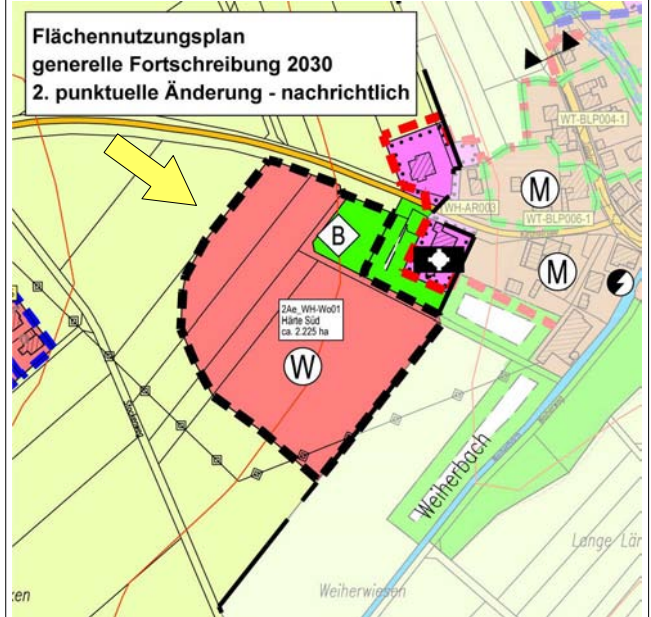 Flächennutzungsplan
generelle Fortschreibung 2030
2. punktuelle Änderung - nachrichtlich
WT-BLP004-1
M
WH-AR003
WT-BLP006-1
B
M
2Ae_WH-Wo01
Härte Süd
ca. 2.225 ha
W
Weiherbach
Lange Lär
Weiherwiesen
en